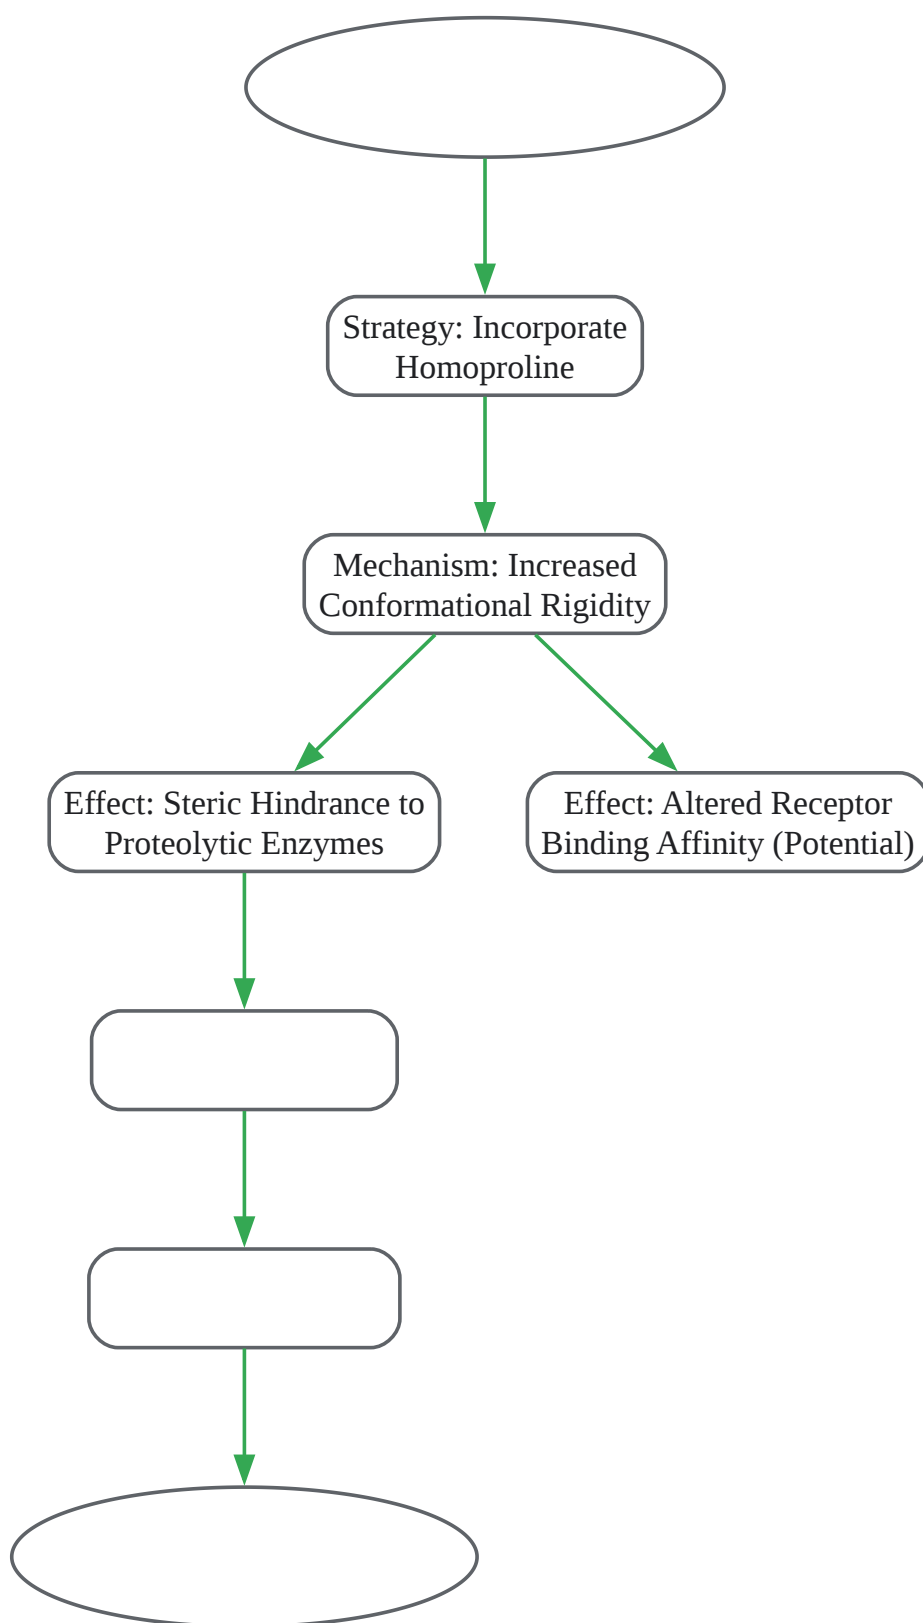 Strategy: Incorporate
Homoproline
Mechanism: Increased
Conformational Rigidity
Effect: Steric Hindrance to
Proteolytic Enzymes
Effect: Altered Receptor
Binding Affinity (Potential)